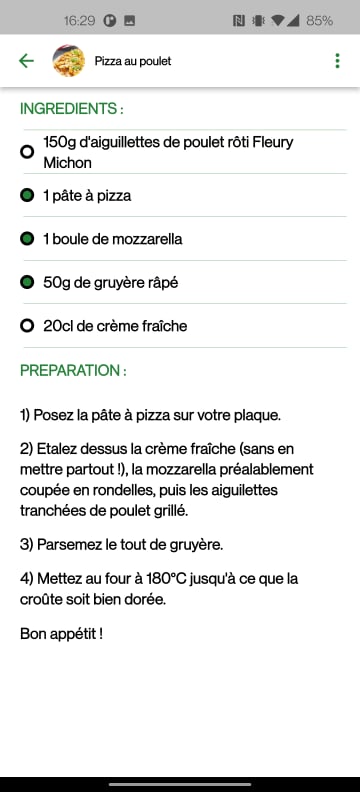 16:29
85%
Pizza au poulet
INGREDIENTS :
150g d'aiguillettes de poulet rôti Fleury
Michon
1 pâte à pizza
1 boule de mozzarella
50g de gruyère râpé
20cl de crème fraîche
PREPARATION :
1) Posez la pâte à pizza sur votre plaque.
2) Etalez dessus la crème fraîche (sans en
mettre partout !), la mozzarella préalablement
coupée en rondelles, puis les aiguilettes
tranchées de poulet grillé.
3) Parsemez le tout de gruyère.
4) Mettez au four à 180°C jusqu'à ce que la
croûte soit bien dorée.
Bon appétit !